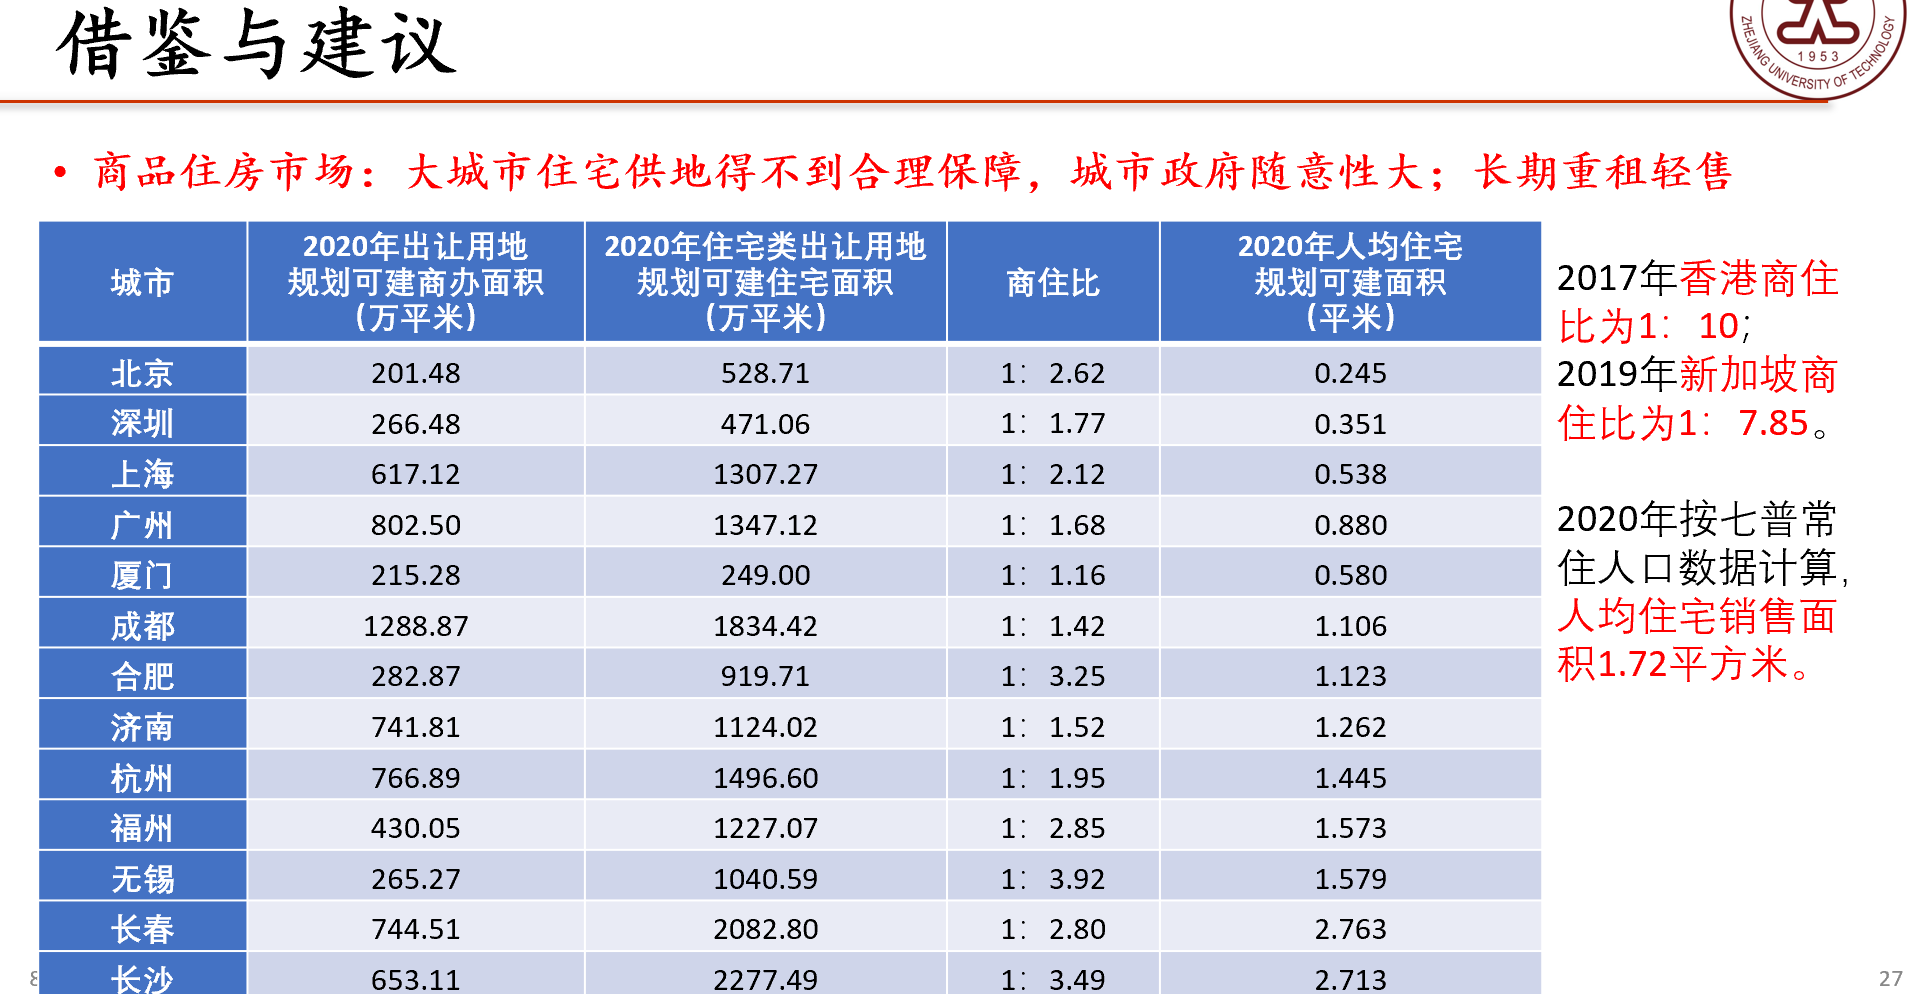 借鉴与建议
1953
ZHEJIANG UNIVERSITY OF TECHNOLOGY
• 商品住房市场：大城市住宅供地得不到合理保障，城市政府随意性大；长期重租轻售
城市 2020年出让用地规划可建商办面积（万平米） 2020年住宅类出让用地规划可建住宅面积（万平米） 商住比 2020年人均住宅规划可建面积（平米）
北京 201.48 528.71 1：2.62 0.245
深圳 266.48 471.06 1：1.77 0.351
上海 617.12 1307.27 1：2.12 0.538
广州 802.50 1347.12 1：1.68 0.880
厦门 215.28 249.00 1：1.16 0.580
成都 1288.87 1834.42 1：1.42 1.106
合肥 282.87 919.71 1：3.25 1.123
济南 741.81 1124.02 1：1.52 1.262
杭州 766.89 1496.60 1：1.95 1.445
福州 430.05 1227.07 1：2.85 1.573
无锡 265.27 1040.59 1：3.92 1.579
长春 744.51 2082.80 1：2.80 2.763
长沙 653.11 2277.49 1：3.49 2.713
2017年香港商住
比为1：10；
2019年新加坡商
住比为1：7.85。
2020年按七普常
住人口数据计算，
人均住宅销售面
积1.72平方米。
27